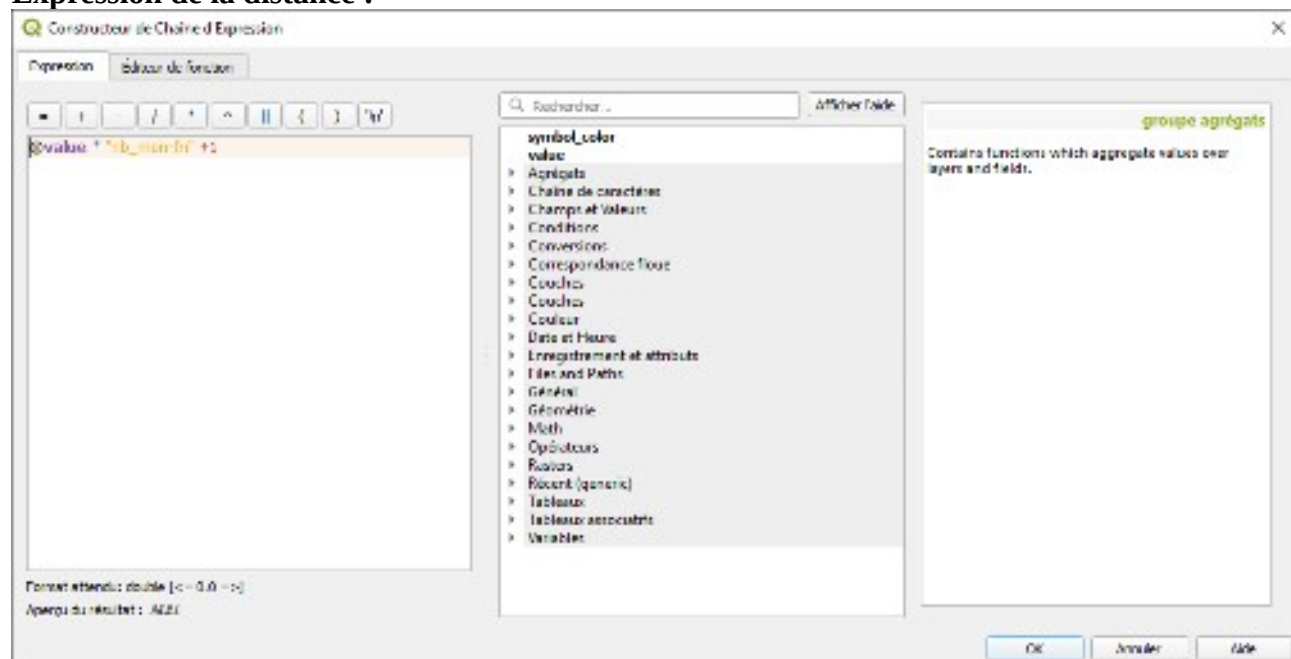 Expression de la distance :
Constructeur de Chaîne d'Expression
Expression
Éditeur de fonction
= + - / * ^ || ( ) '\n'
@value * "nb_mon-fri" +1
Rechercher...
Afficher l'aide
symbol_color
value
Agrégats
Chaîne de caractères
Champs et Valeurs
Conditions
Conversions
Correspondance floue
Couches
Couches
Couleur
Date et Heure
Enregistrement et attributs
Files and Paths
Général
Géométrie
Math
Opérateurs
Rasters
Récent (generic)
Tableaux
Tableaux associatifs
Variables
groupe agrégats
Contains functions which aggregate values over
layers and fields.
Format attendu : double [<= 0.0 =>]
Aperçu du résultat : NULL
OK
Annuler
Aide